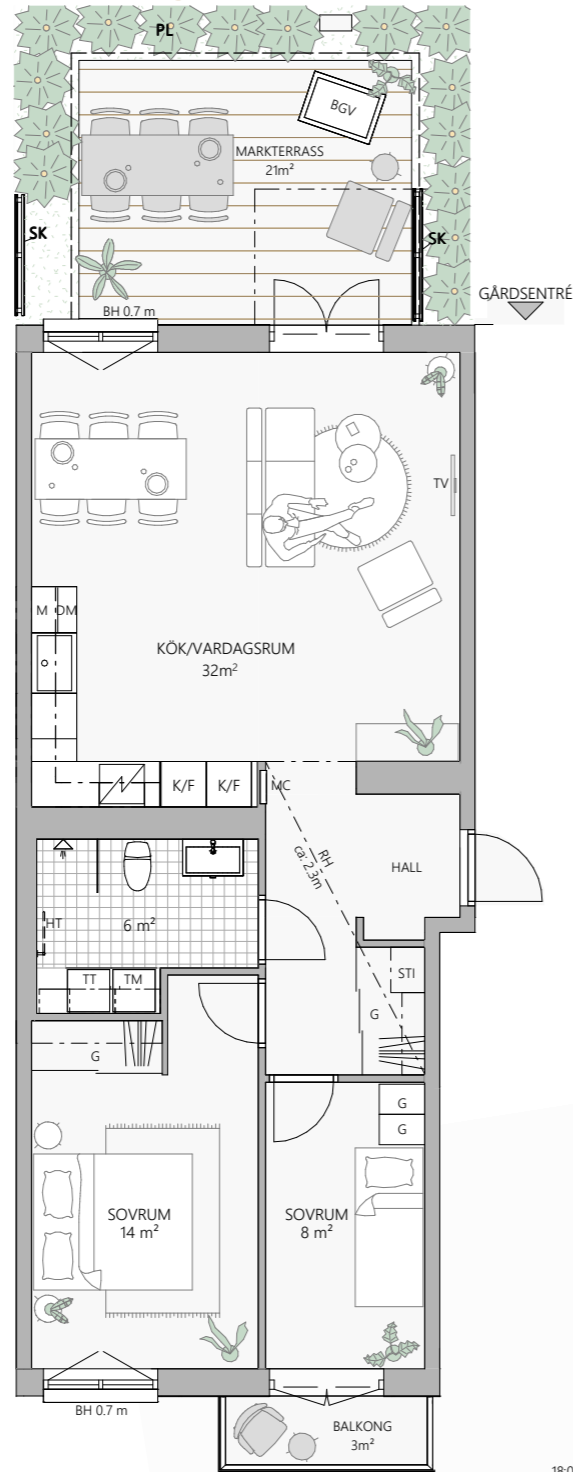 PL
BGV
MARKTERRASS
21m²
SK
SK
GÅRDSENTRÉ
BH 0.7 m
TV
M DM
KÖK/VARDAGSRUM
32m²
K/F
K/F
MC
RH
ca: 2.3m
HALL
HT
6 m²
STI
TT
TM
G
G
G
G
SOVRUM
14 m²
SOVRUM
8 m²
BH 0.7 m
BALKONG
3m²